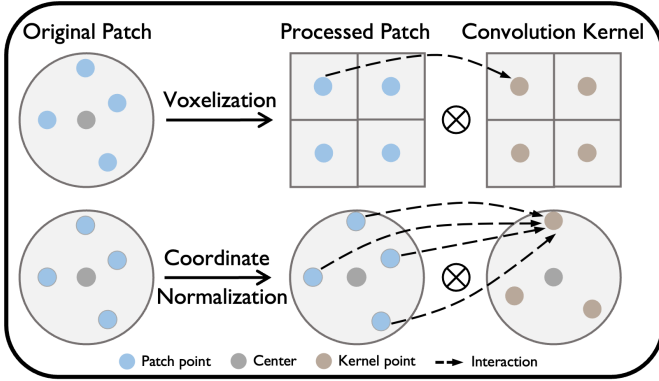 Original Patch
Processed Patch
Convolution Kernel
Voxelization
Coordinate
Normalization
Patch point
Center
Kernel point
Interaction